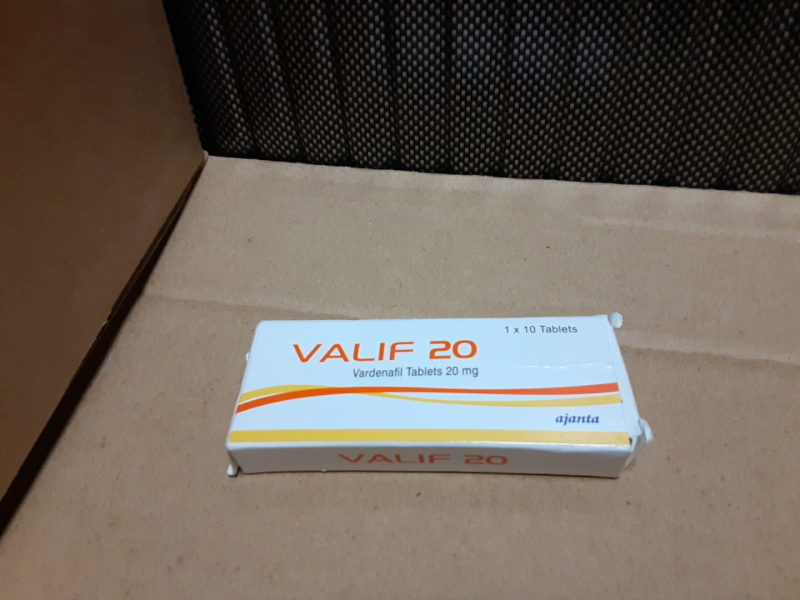 1 x 10 Tablets
VALIF 20
Vardenafil Tablets 20 mg
ajanta
VALIF 20